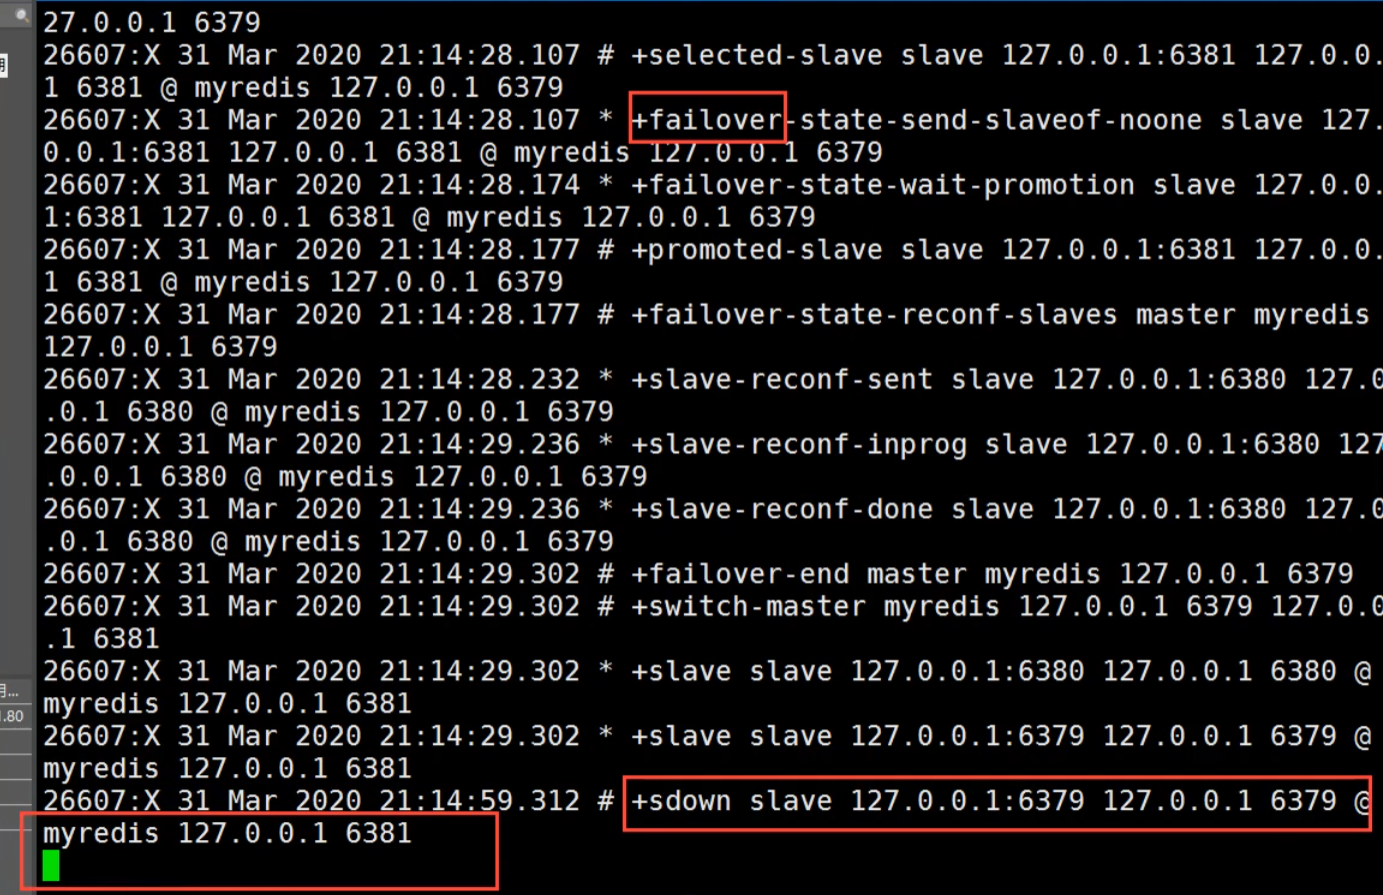 27.0.0.1 6379
26607:X 31 Mar 2020 21:14:28.107 # +selected-slave slave 127.0.0.1:6381 127.0.0.
1 6381 @ myredis 127.0.0.1 6379
26607:X 31 Mar 2020 21:14:28.107 * +failover-state-send-slaveof-noone slave 127.
0.0.1:6381 127.0.0.1 6381 @ myredis 127.0.0.1 6379
26607:X 31 Mar 2020 21:14:28.174 * +failover-state-wait-promotion slave 127.0.0.
1:6381 127.0.0.1 6381 @ myredis 127.0.0.1 6379
26607:X 31 Mar 2020 21:14:28.177 # +promoted-slave slave 127.0.0.1:6381 127.0.0.
1 6381 @ myredis 127.0.0.1 6379
26607:X 31 Mar 2020 21:14:28.177 # +failover-state-reconf-slaves master myredis
127.0.0.1 6379
26607:X 31 Mar 2020 21:14:28.232 * +slave-reconf-sent slave 127.0.0.1:6380 127.0
.0.1 6380 @ myredis 127.0.0.1 6379
26607:X 31 Mar 2020 21:14:29.236 * +slave-reconf-inprog slave 127.0.0.1:6380 127
.0.0.1 6380 @ myredis 127.0.0.1 6379
26607:X 31 Mar 2020 21:14:29.236 * +slave-reconf-done slave 127.0.0.1:6380 127.0
.0.1 6380 @ myredis 127.0.0.1 6379
26607:X 31 Mar 2020 21:14:29.302 # +failover-end master myredis 127.0.0.1 6379
26607:X 31 Mar 2020 21:14:29.302 # +switch-master myredis 127.0.0.1 6379 127.0.0
.1 6381
26607:X 31 Mar 2020 21:14:29.302 * +slave slave 127.0.0.1:6380 127.0.0.1 6380 @
myredis 127.0.0.1 6381
26607:X 31 Mar 2020 21:14:29.302 * +slave slave 127.0.0.1:6379 127.0.0.1 6379 @
myredis 127.0.0.1 6381
26607:X 31 Mar 2020 21:14:59.312 # +sdown slave 127.0.0.1:6379 127.0.0.1 6379 @
myredis 127.0.0.1 6381
.80